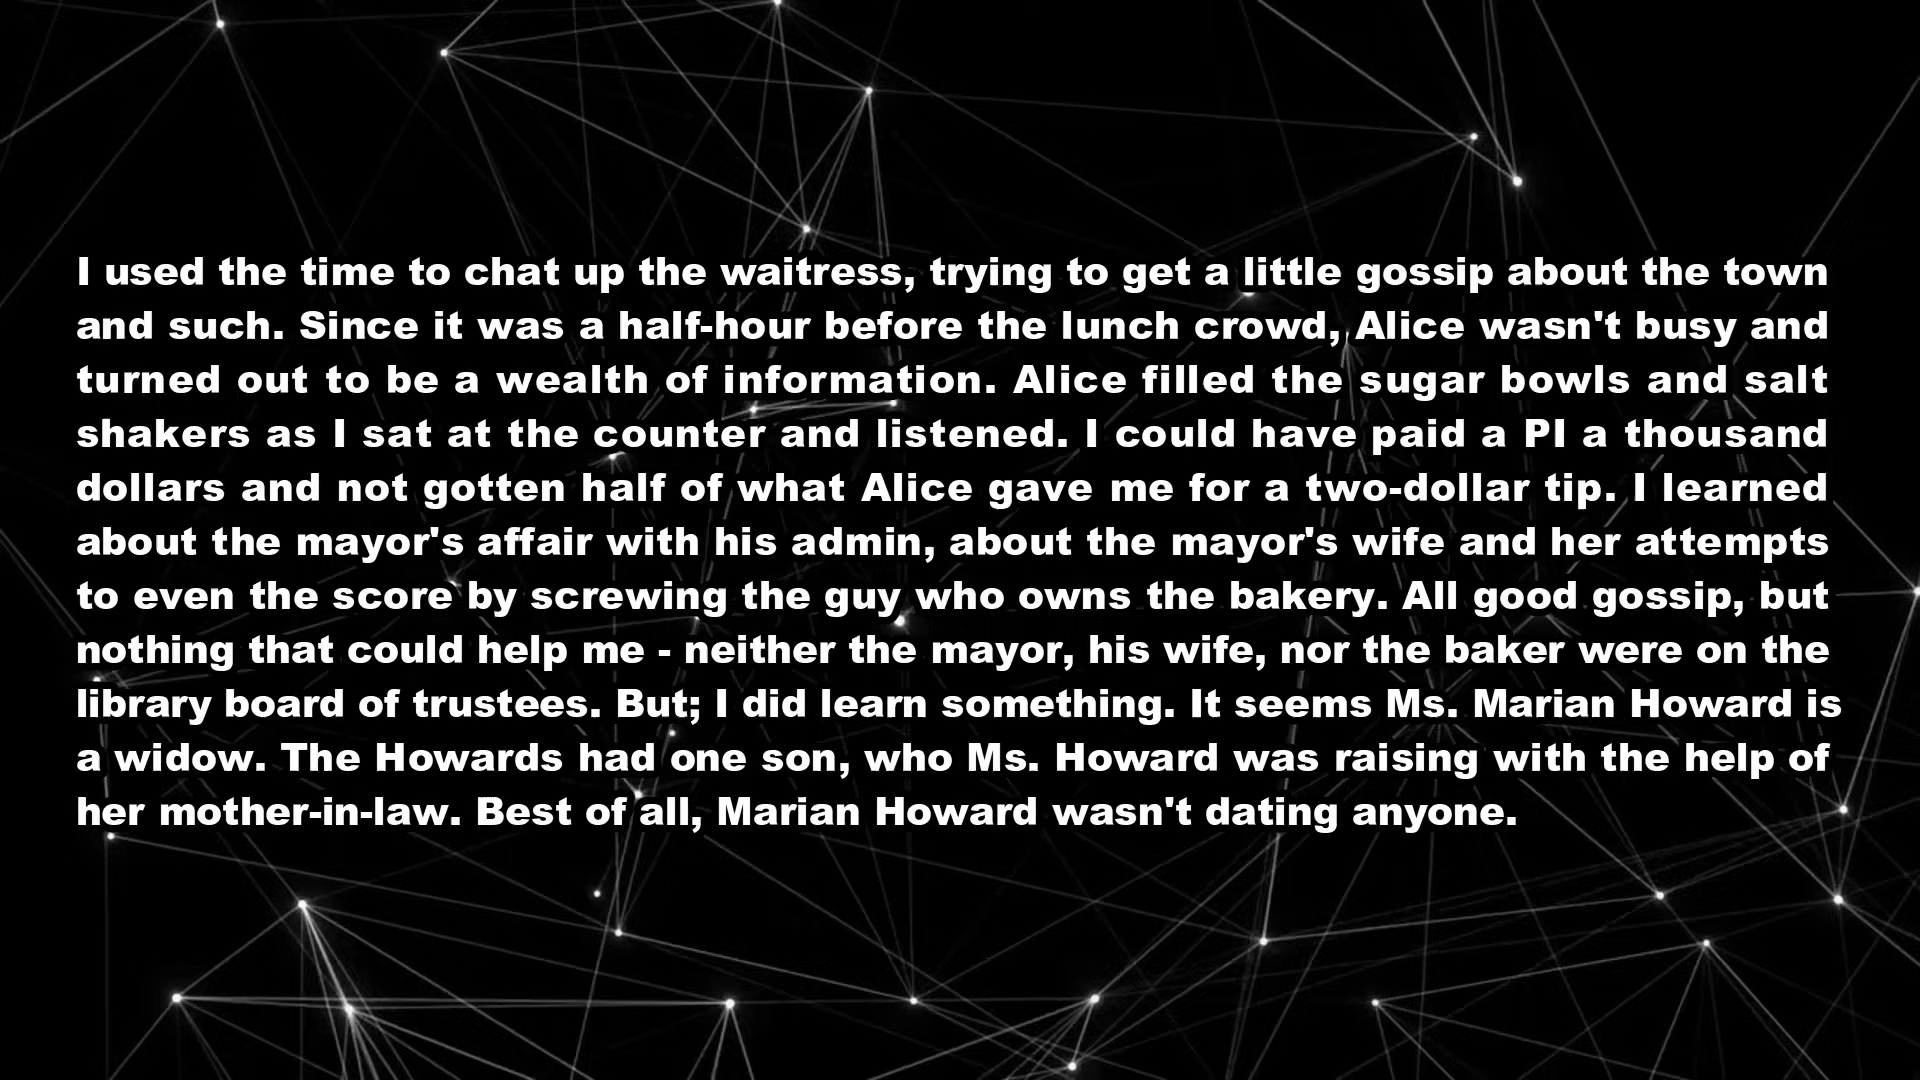 I used the time to chat up the waitress, trying to get a little gossip about the town
and such. Since it was a half-hour before the lunch crowd, Alice wasn't busy and
turned out to be a wealth of information. Alice filled the sugar bowls and salt
shakers as I sat at the counter and listened. I could have paid a PI a thousand
dollars and not gotten half of what Alice gave me for a two-dollar tip. I learned
about the mayor's affair with his admin, about the mayor's wife and her attempts
to even the score by screwing the guy who owns the bakery. All good gossip, but
nothing that could help me - neither the mayor, his wife, nor the baker were on the
library board of trustees. But; I did learn something. It seems Ms. Marian Howard is
a widow. The Howards had one son, who Ms. Howard was raising with the help of
her mother-in-law. Best of all, Marian Howard wasn't dating anyone.